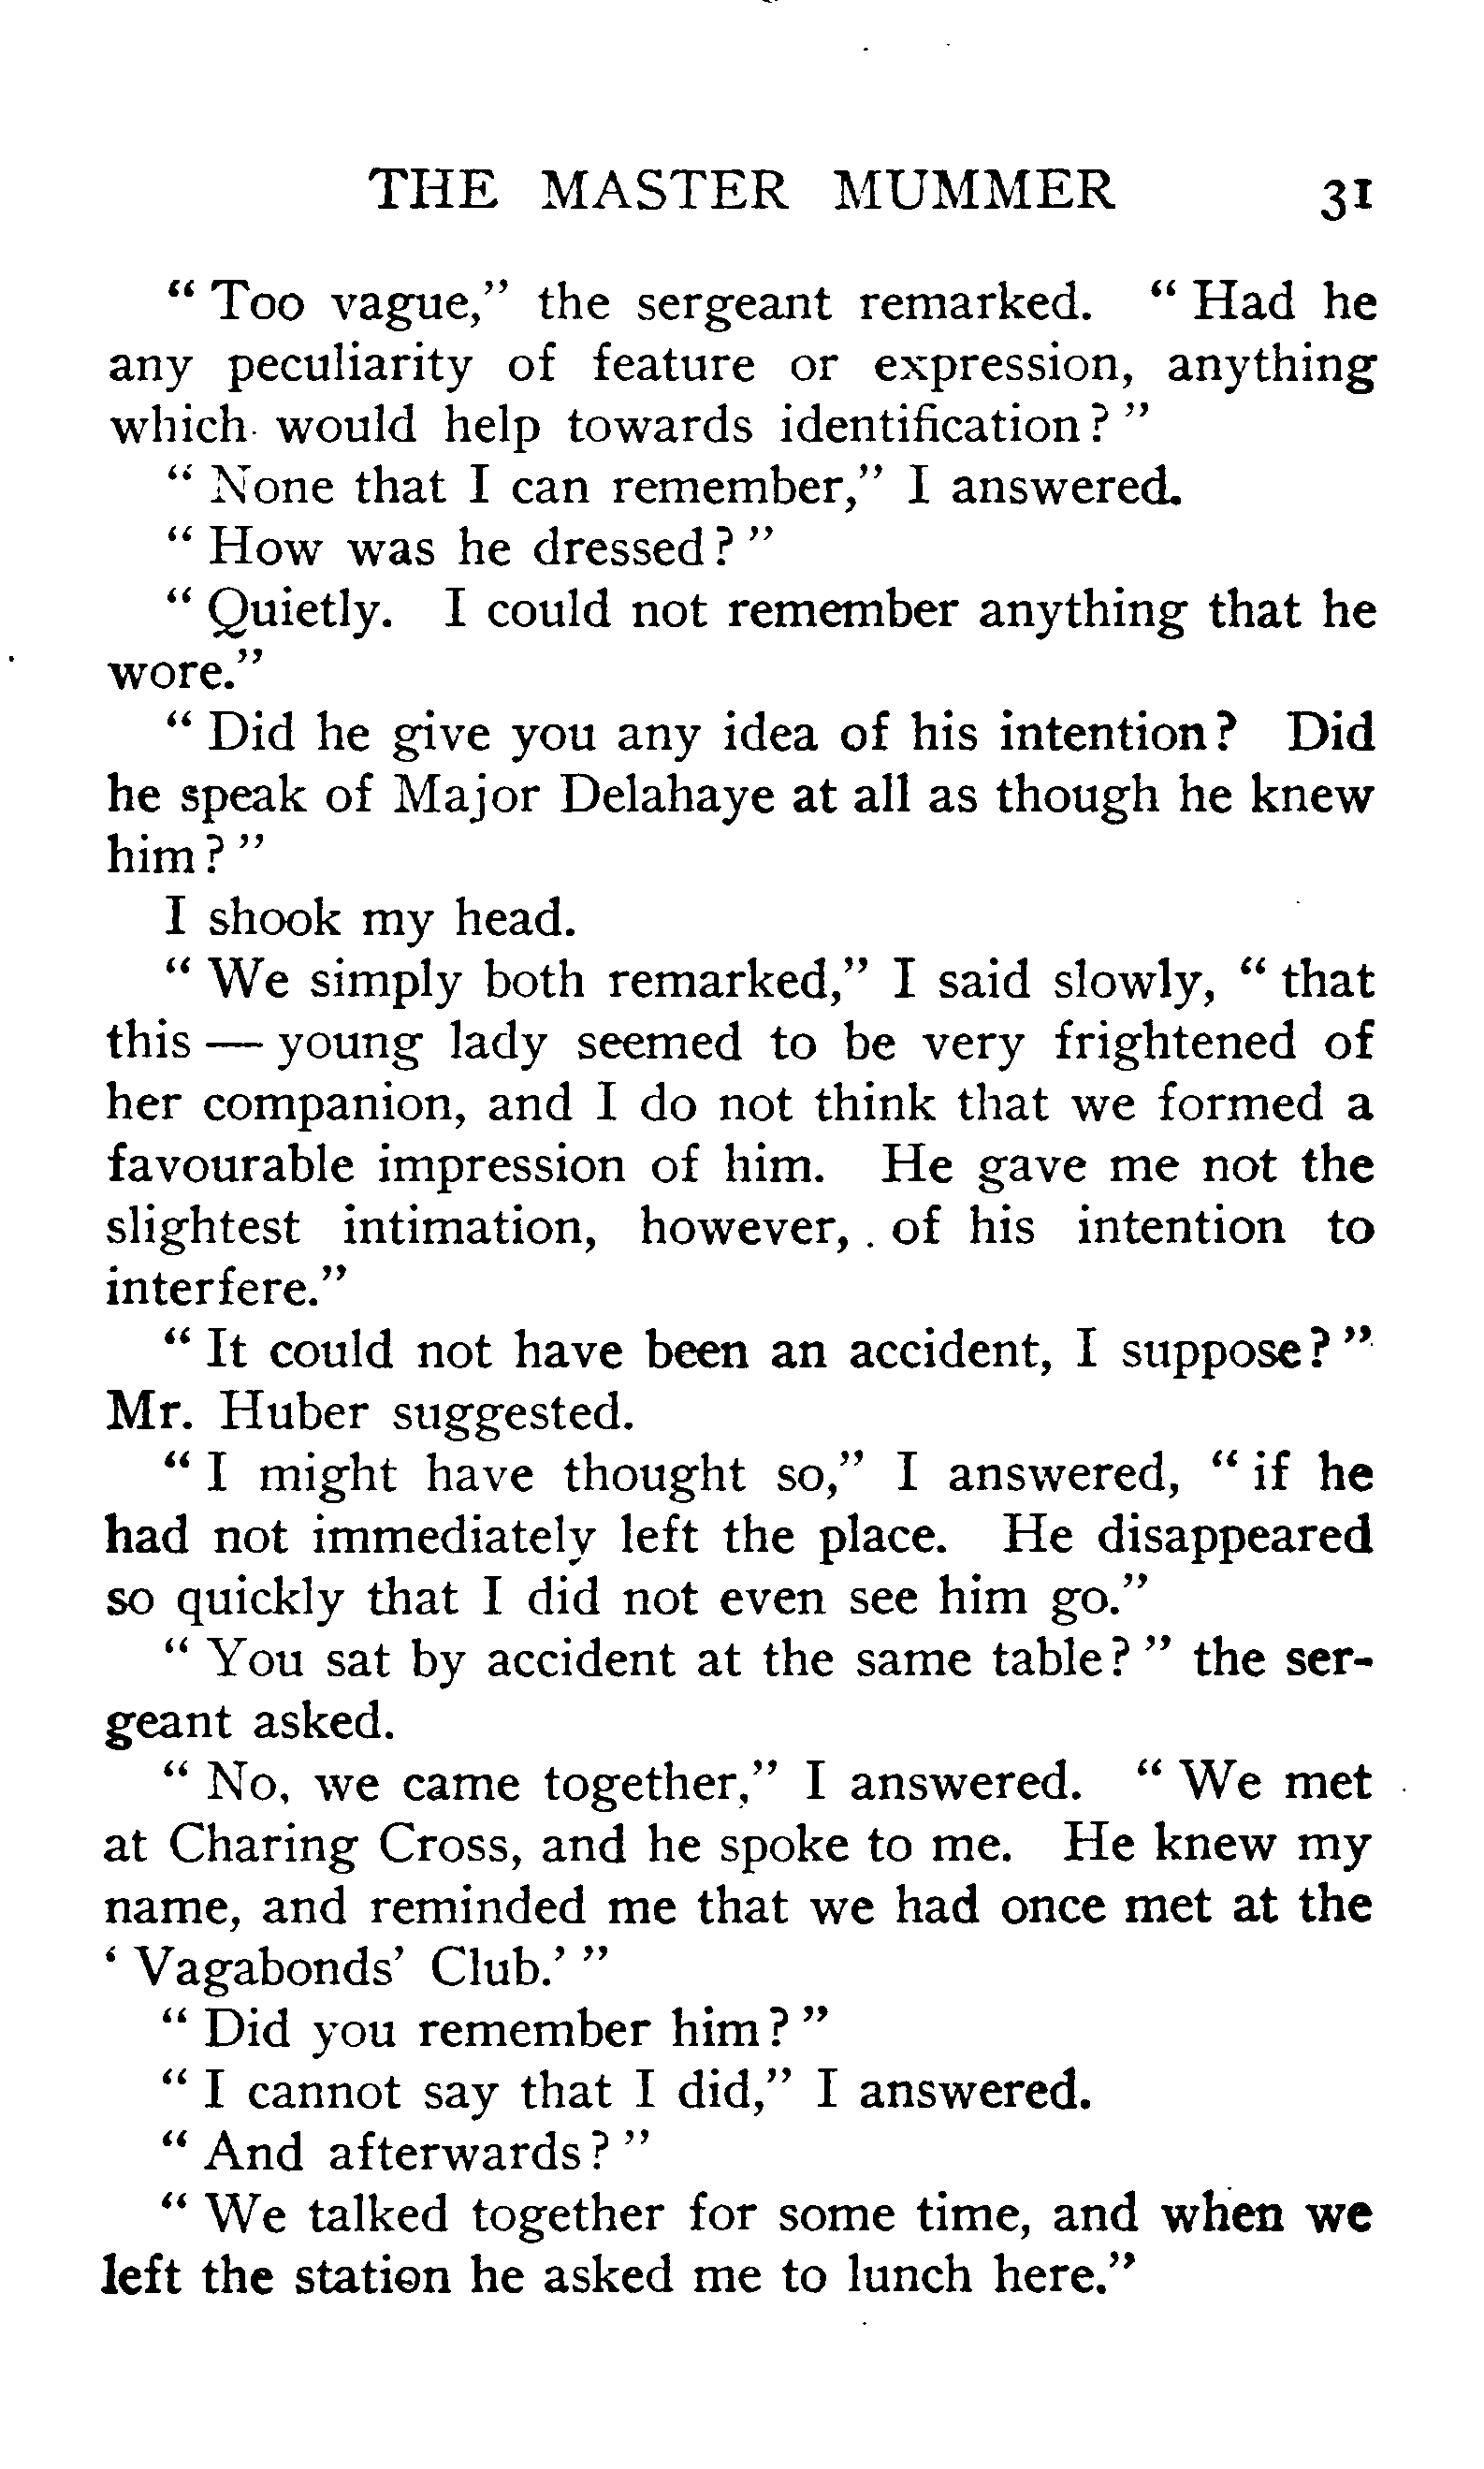 THE MASTER MUMMER 31
" Too vague," the sergeant remarked. " Had he
any peculiarity of feature or expression, anything
which would help towards identification ? "
" None that I can remember," I answered.
" How was he dressed ? "
" Quietly. I could not remember anything that he
wore."
" Did he give you any idea of his intention ? Did
he speak of Major Delahaye at all as though he knew
him ? "
I shook my head.
" We simply both remarked," I said slowly, " that
this — young lady seemed to be very frightened of
her companion, and I do not think that we formed a
favourable impression of him. He gave me not the
slightest intimation, however, of his intention to
interfere."
" It could not have been an accident, I suppose ? "
Mr. Huber suggested.
" I might have thought so," I answered, " if he
had not immediately left the place. He disappeared
so quickly that I did not even see him go."
" You sat by accident at the same table ? " the ser-
geant asked.
" No, we came together," I answered. " We met
at Charing Cross, and he spoke to me. He knew my
name, and reminded me that we had once met at the
' Vagabonds' Club.' "
" Did you remember him ? "
" I cannot say that I did," I answered.
" And afterwards ? "
" We talked together for some time, and when we
left the station he asked me to lunch here."